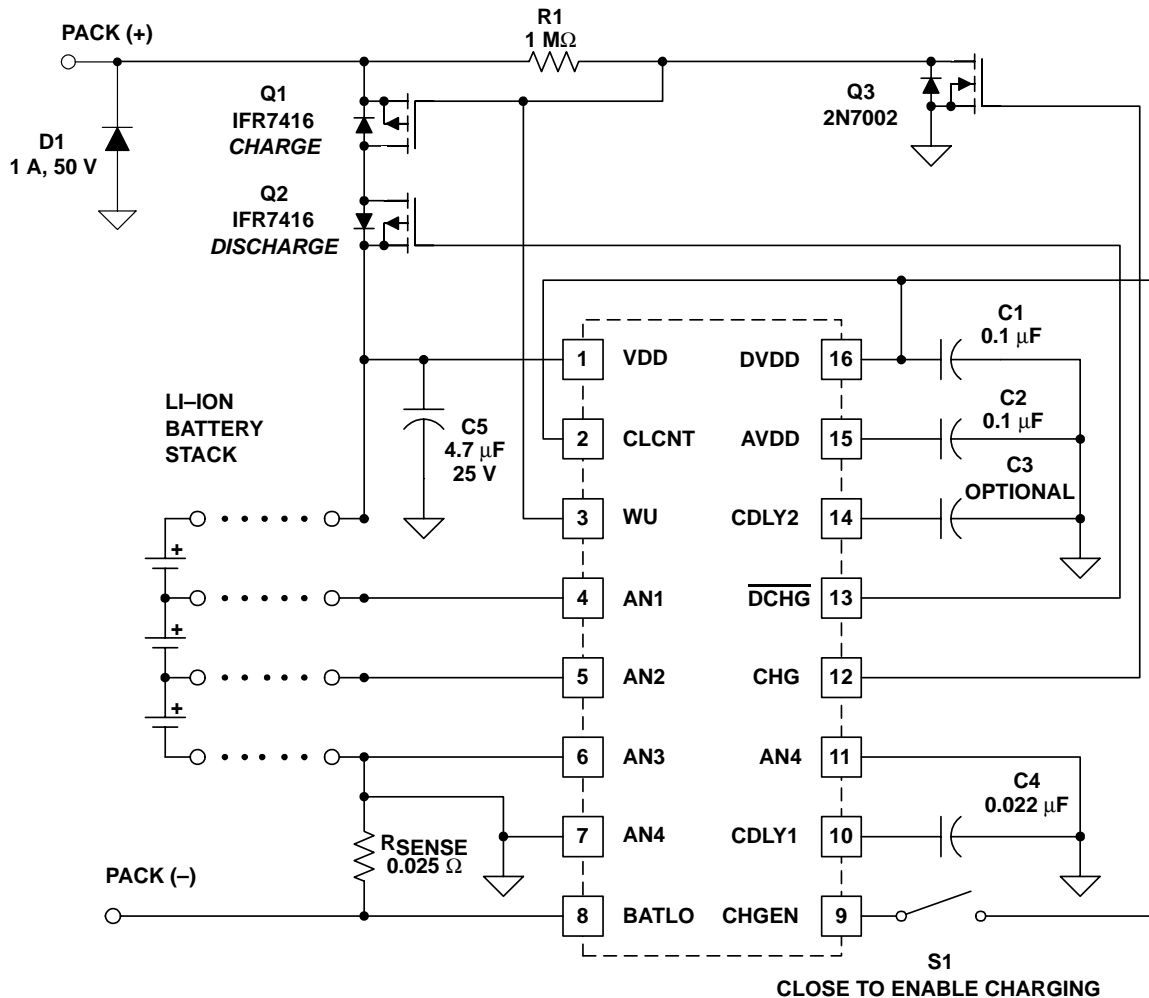 PACK (+)
R1
1 MΩ
Q1
IFR7416
CHARGE
Q3
2N7002
D1
1 A, 50 V
Q2
IFR7416
DISCHARGE
LI–ION
BATTERY
STACK
C5
4.7 μF
25 V
1 VDD DVDD 16
2 CLCNT AVDD 15
3 WU CDLY2 14
4 AN1 DCHG 13
5 AN2 CHG 12
6 AN3 AN4 11
7 AN4 CDLY1 10
8 BATLO CHGEN 9
C1
0.1 μF
C2
0.1 μF
C3
OPTIONAL
C4
0.022 μF
+
+
+
RSENSE
0.025 Ω
PACK (–)
S1
CLOSE TO ENABLE CHARGING